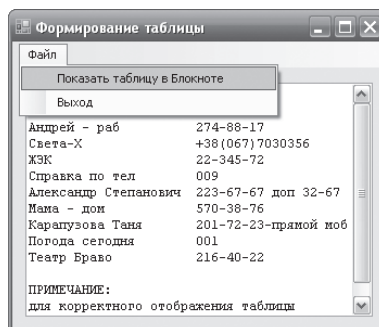 Формирование таблицы
Файл
Показать таблицу в Блокноте
Выход
Андрей - раб 274-88-17
Света-X +38(067)7030356
ЖЭК 22-345-72
Справка по тел 009
Александр Степанович 223-67-67 доп 32-67
Мама - дом 570-38-76
Карапузова Таня 201-72-23-прямой моб
Погода сегодня 001
Театр Браво 216-40-22
ПРИМЕЧАНИЕ:
для корректного отображения таблицы